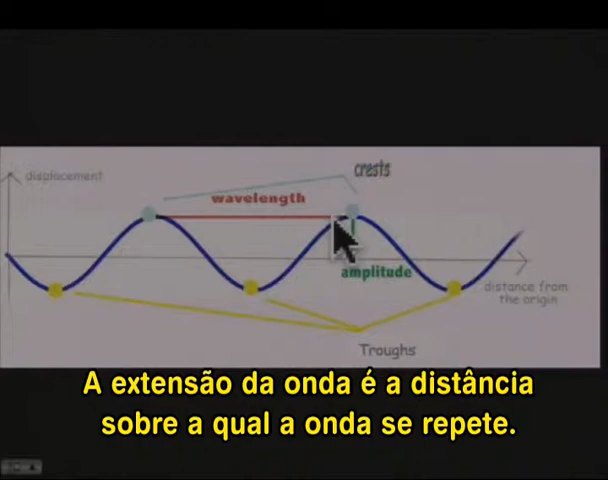 displacement
crests
wavelength
amplitude
distance from
the origin
Troughs
A extensão da onda é a distância
sobre a qual a onda se repete.